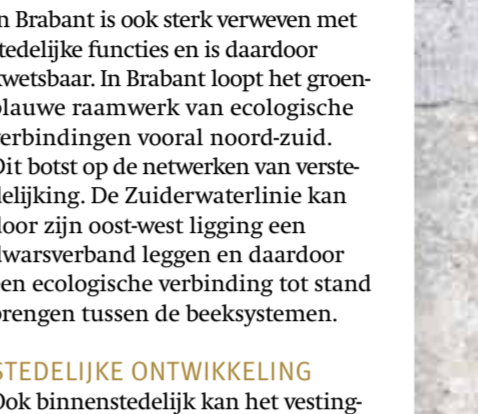 in Brabant is ook sterk verweven met
stedelijke functies en is daardoor
kwetsbaar. In Brabant loopt het groen-
blauwe raamwerk van ecologische
verbindingen vooral noord-zuid.
Dit botst op de netwerken van verste-
delijking. De Zuiderwaterlinie kan
door zijn oost-west ligging een
dwarsverband leggen en daardoor
een ecologische verbinding tot stand
brengen tussen de beeksystemen.
STEDELIJKE ONTWIKKELING
Ook binnenstedelijk kan het vesting-